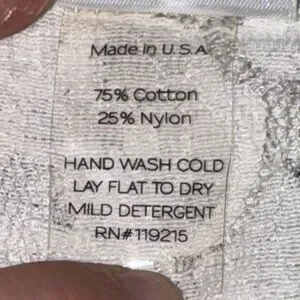 Made in U.S.A
75% Cotton
25% Nylon
HAND WASH COLD
LAY FLAT TO DRY
MILD DETERGENT
RN#119215